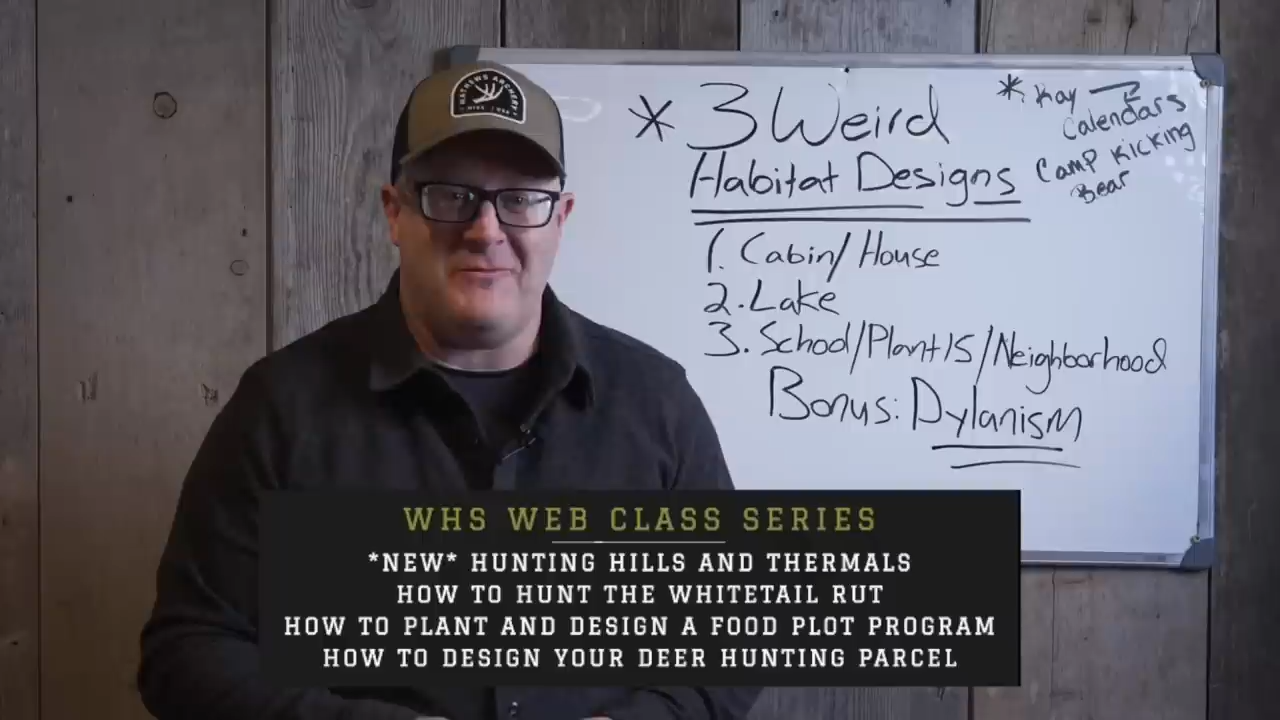 MATHEWS ARCHERY
* 3 Weird
Habitat Designs
1. Cabin/House
2. Lake
3. School/Plant/S/Neighborhood
Bonus: Dylanism
* Kay →
Calendars
Camp Kicking
Bear
WHS WEB CLASS SERIES
*NEW* HUNTING HILLS AND THERMALS
HOW TO HUNT THE WHITETAIL RUT
HOW TO PLANT AND DESIGN A FOOD PLOT PROGRAM
HOW TO DESIGN YOUR DEER HUNTING PARCEL